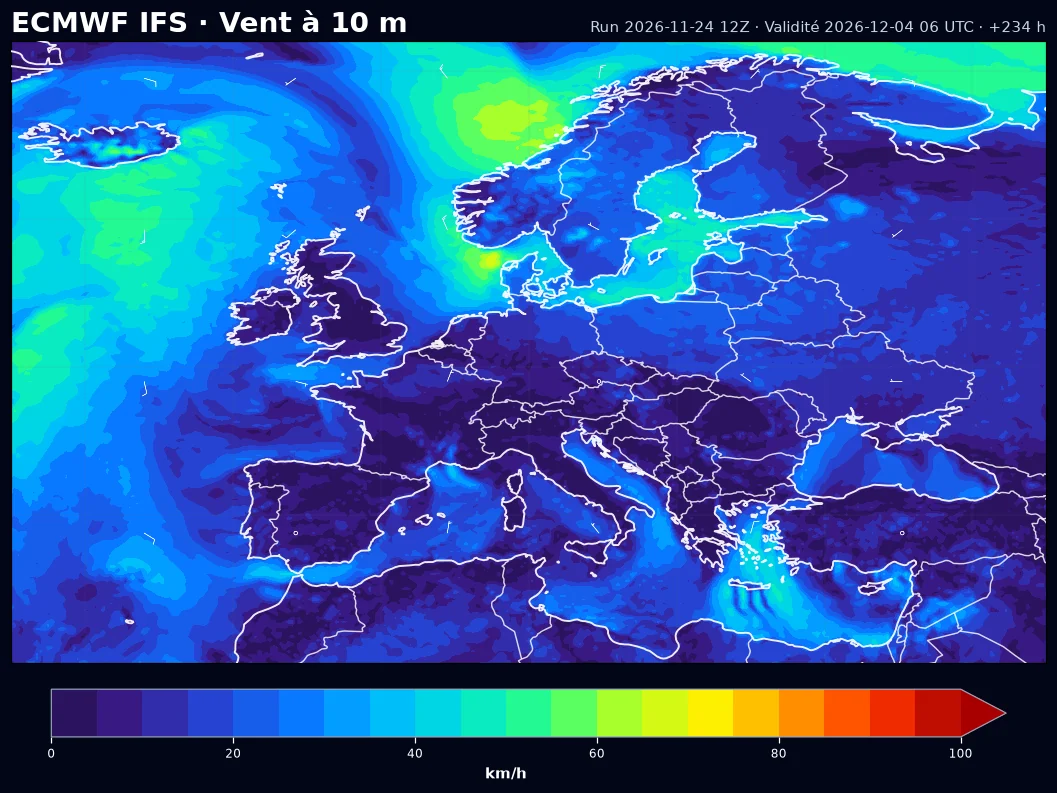 ECMWF IFS · Vent à 10 m
Run 2026-11-24 12Z · Validité 2026-12-04 06 UTC · +234 h
0 20 40 60 80 100
km/h